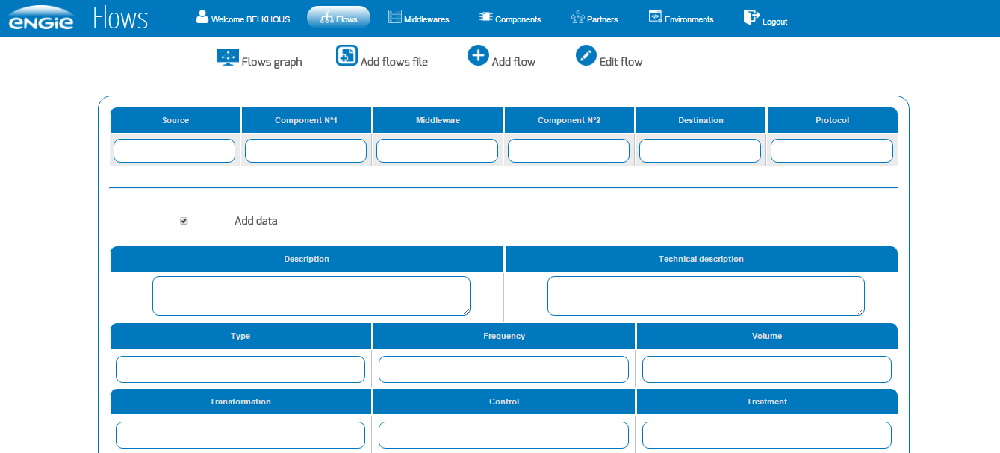 ENGIE Flows Welcome BELKHOUS Flows Middlewares Components Partners Environments Logout
Flows graph Add flows file Add flow Edit flow
Source Component N°1 Middleware Component N°2 Destination Protocol
Add data
Description Technical description
Type Frequency Volume
Transformation Control Treatment